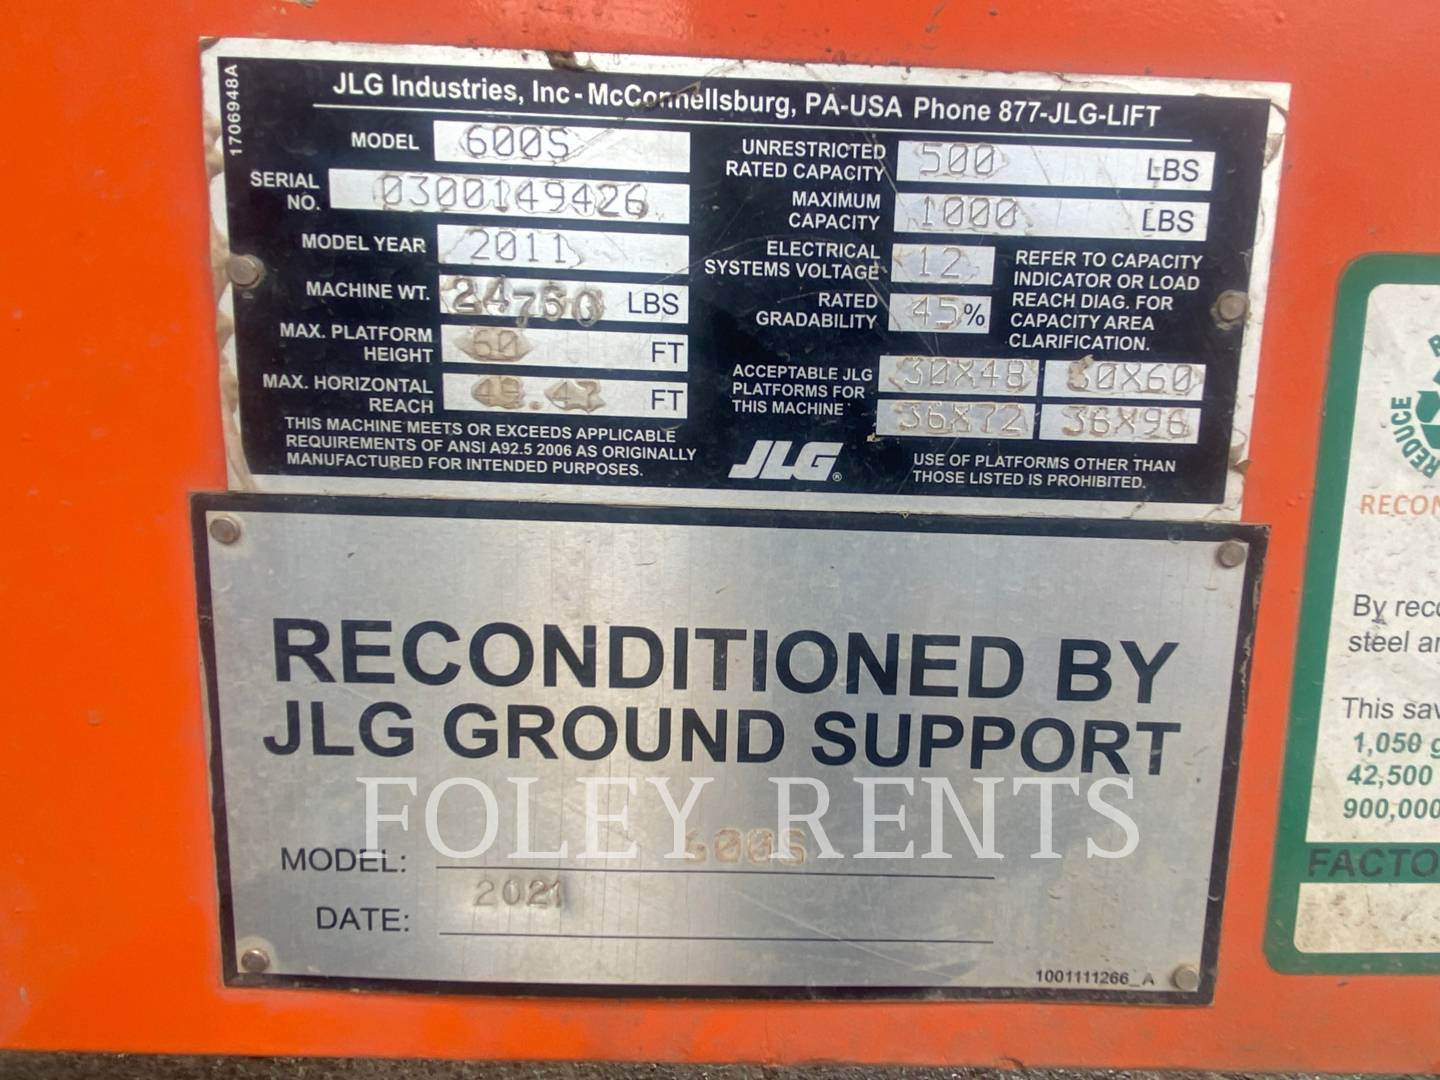 1706948A
JLG Industries, Inc - McConnellsburg, PA-USA Phone 877-JLG-LIFT
MODEL 600S
SERIAL NO. 0300149426
MODEL YEAR 2011
MACHINE WT. 24,760 LBS
MAX. PLATFORM HEIGHT 60 FT
MAX. HORIZONTAL REACH FT
THIS MACHINE MEETS OR EXCEEDS APPLICABLE
REQUIREMENTS OF ANSI A92.5 2006 AS ORIGINALLY
MANUFACTURED FOR INTENDED PURPOSES.
UNRESTRICTED RATED CAPACITY 500 LBS
MAXIMUM CAPACITY 1000 LBS
ELECTRICAL SYSTEMS VOLTAGE 12
RATED GRADABILITY 45%
REFER TO CAPACITY
INDICATOR OR LOAD
REACH DIAG. FOR
CAPACITY AREA
CLARIFICATION.
ACCEPTABLE JLG
PLATFORMS FOR
THIS MACHINE
30X48 30X60
36X72 36X96
JLG®
USE OF PLATFORMS OTHER THAN
THOSE LISTED IS PROHIBITED.
RECONDITIONED BY
JLG GROUND SUPPORT
FOLEY RENTS
MODEL: 600S
DATE: 2021
1001111266_A
REDUCE
RECON
By reco
steel an
This sav
1,050 g
42,500
900,000
FACTO